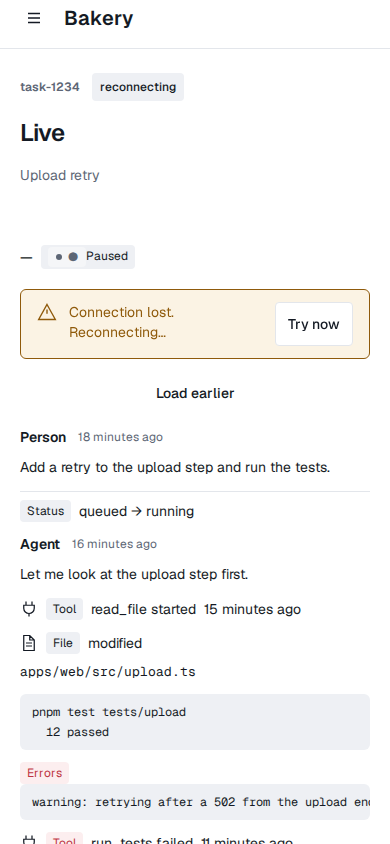 Bakery
task-1234 reconnecting
Live
Upload retry
— Paused
Connection lost.
Reconnecting…
Try now
Load earlier
Person 18 minutes ago
Add a retry to the upload step and run the tests.
Status queued → running
Agent 16 minutes ago
Let me look at the upload step first.
Tool read_file started 15 minutes ago
File modified
apps/web/src/upload.ts
pnpm test tests/upload
12 passed
Errors
warning: retrying after a 502 from the upload
Tool run_tests failed 11 minutes ago